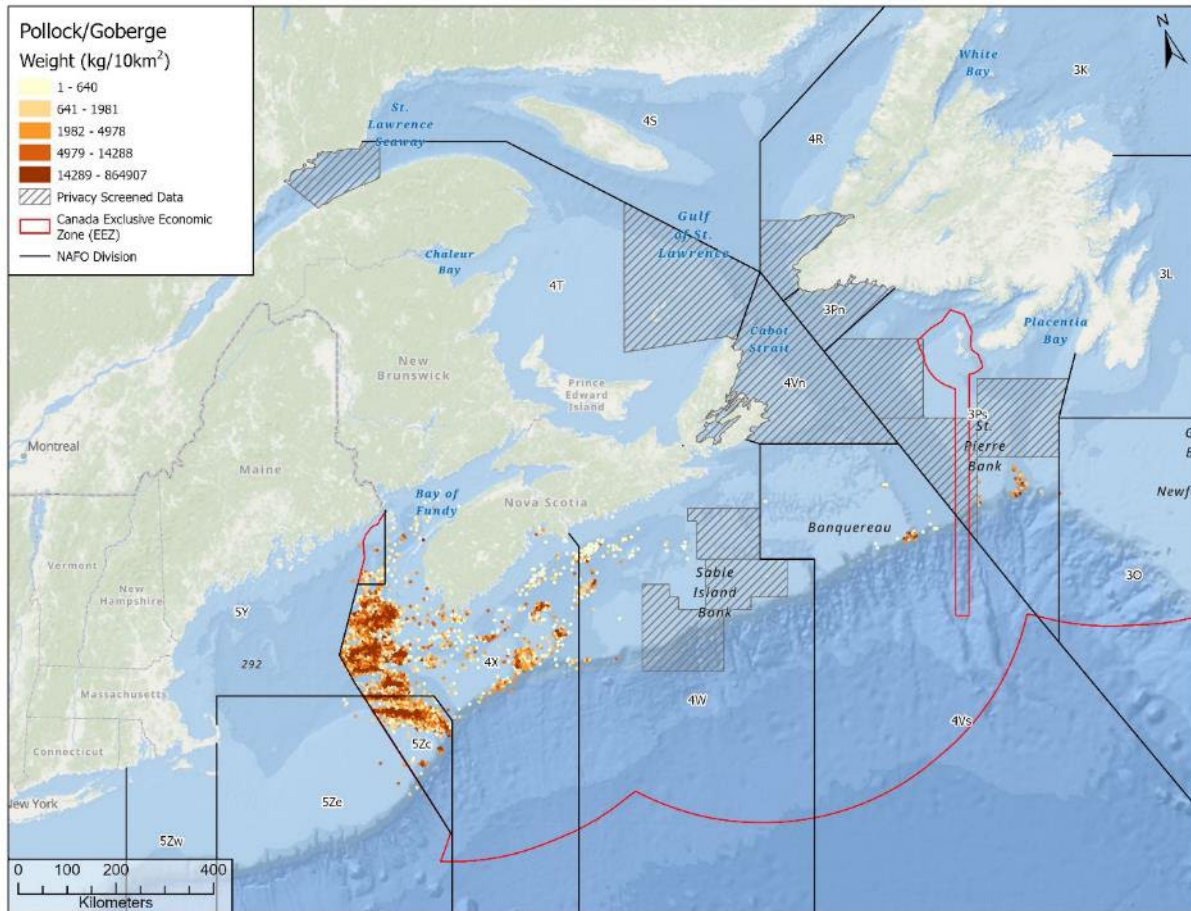 Pollock/Goberge
Weight (kg/10km²)
1 - 640
641 - 1981
1982 - 4978
4979 - 14288
14289 - 864907
Privacy Screened Data
Canada Exclusive Economic
Zone (EEZ)
NAFO Division
N
White
Bay
3K
St.
Lawrence
Seaway
4S
4R
Gulf
of St.
Lawrence
Chaleur
Bay
4T
3L
3Pn
Placentia
Bay
Cabot
Strait
New
Brunswick
Prince
Edward
Island
4Vn
3Ps
St.
Pierre
Bank
Montreal
Maine
Bay of
Fundy
Nova Scotia
G
B
Newf
Banquereau
Vermont
New
Hampshire
Sable
Island
Bank
3O
5Y
292
4X
Massachusetts
4W
4Vs
Connecticut
5Zc
New York
5Ze
5Zw
0 100 200 400
Kilometers